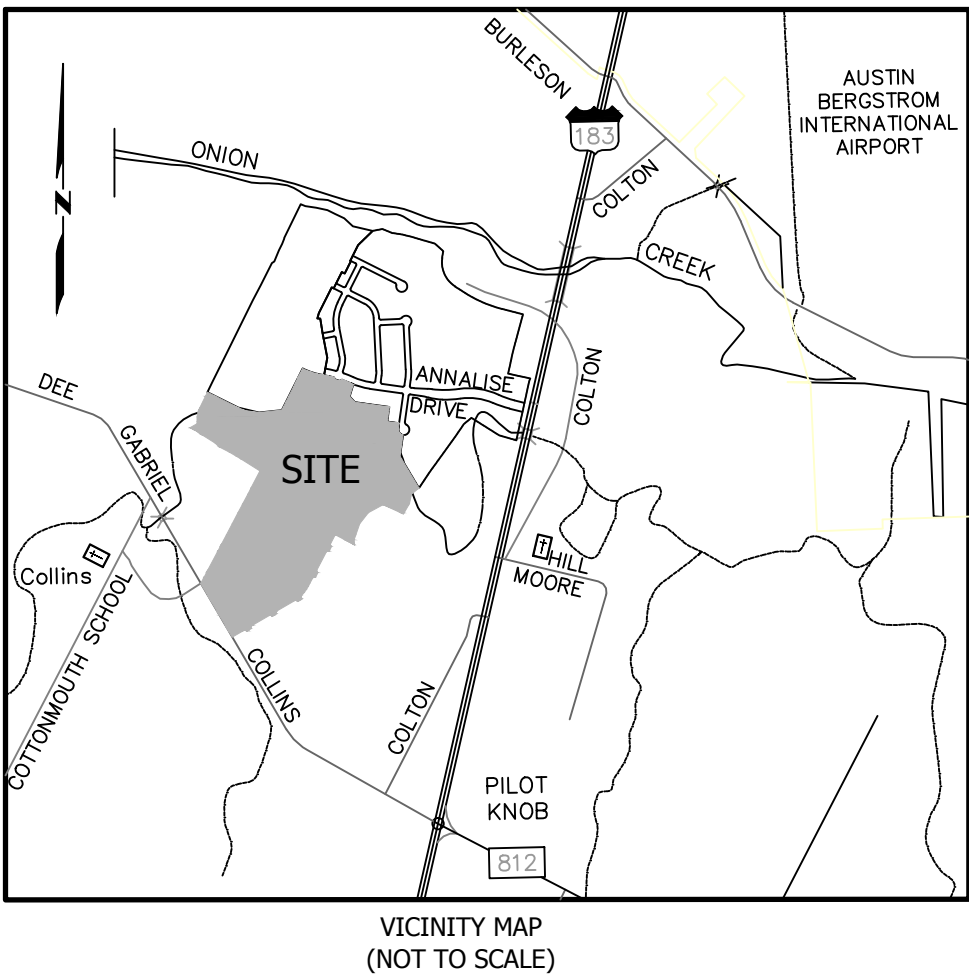 BURLESON
183
AUSTIN
BERGSTROM
INTERNATIONAL
AIRPORT
ONION
COLTON
N
CREEK
ANNALISE
DRIVE
COLTON
DEE
GABRIEL
SITE
Collins
HILL
MOORE
COTTONMOUTH SCHOOL
COLLINS
COLTON
PILOT
KNOB
812
VICINITY MAP
(NOT TO SCALE)